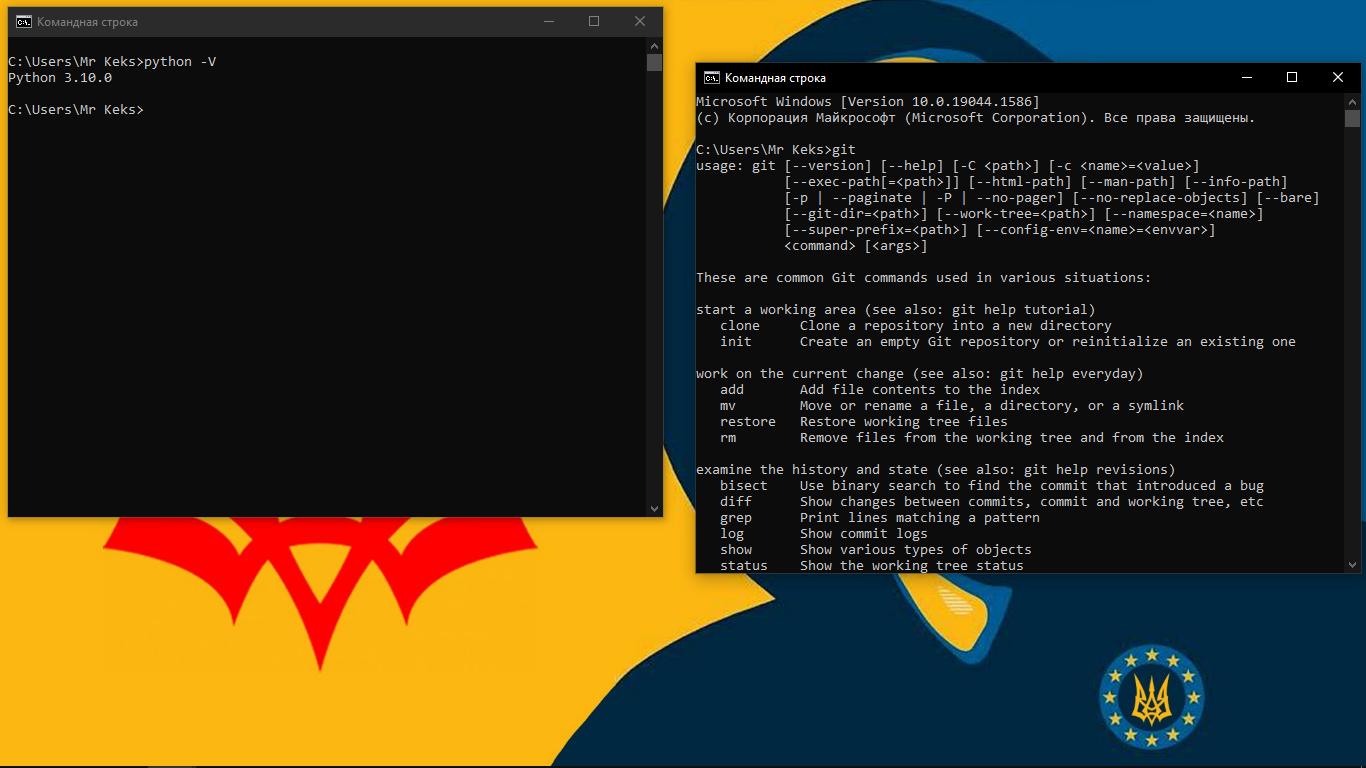 Командная строка
C:\Users\Mr Keks>python -V
Python 3.10.0
C:\Users\Mr Keks>
Командная строка
Microsoft Windows [Version 10.0.19044.1586]
(c) Корпорация Майкрософт (Microsoft Corporation). Все права защищены.
C:\Users\Mr Keks>git
usage: git [--version] [--help] [-C <path>] [-c <name>=<value>]
           [--exec-path[=<path>]] [--html-path] [--man-path] [--info-path]
           [-p | --paginate | -P | --no-pager] [--no-replace-objects] [--bare]
           [--git-dir=<path>] [--work-tree=<path>] [--namespace=<name>]
           [--super-prefix=<path>] [--config-env=<name>=<envvar>]
           <command> [<args>]
These are common Git commands used in various situations:
start a working area (see also: git help tutorial)
   clone     Clone a repository into a new directory
   init      Create an empty Git repository or reinitialize an existing one
work on the current change (see also: git help everyday)
   add       Add file contents to the index
   mv        Move or rename a file, a directory, or a symlink
   restore   Restore working tree files
   rm        Remove files from the working tree and from the index
examine the history and state (see also: git help revisions)
   bisect    Use binary search to find the commit that introduced a bug
   diff      Show changes between commits, commit and working tree, etc
   grep      Print lines matching a pattern
   log       Show commit logs
   show      Show various types of objects
   status    Show the working tree status